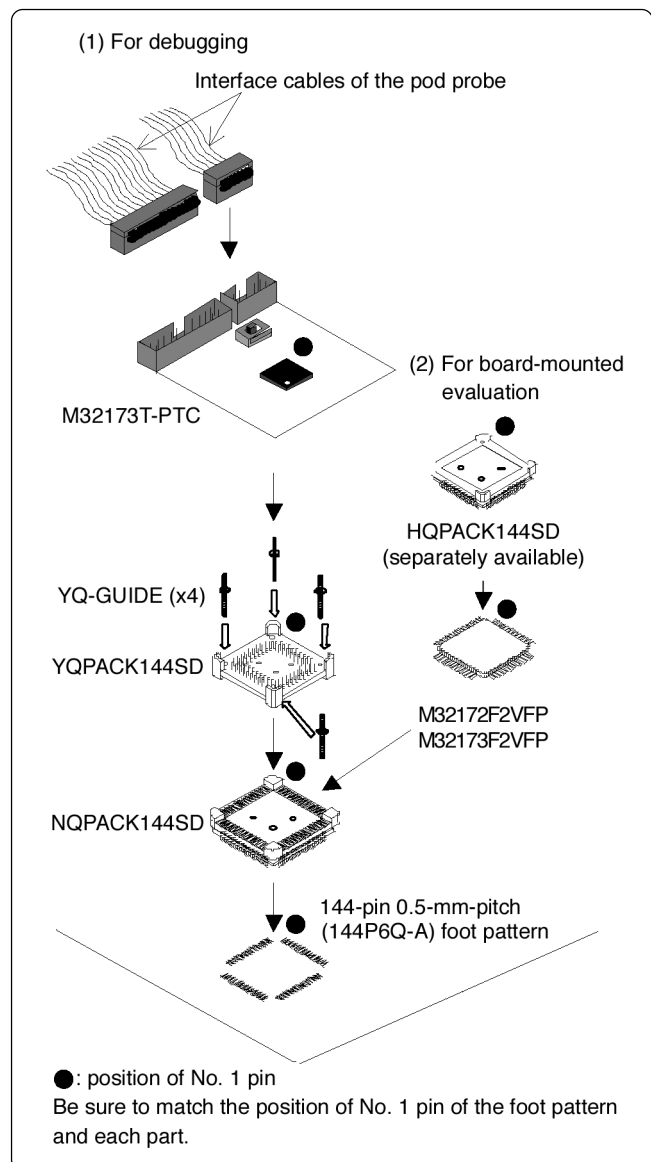 (1) For debugging
Interface cables of the pod probe
M32173T-PTC
(2) For board-mounted
evaluation
HQPACK144SD
(separately available)
YQ-GUIDE (x4)
YQPACK144SD
M32172F2VFP
M32173F2VFP
NQPACK144SD
144-pin 0.5-mm-pitch
(144P6Q-A) foot pattern
●: position of No. 1 pin
Be sure to match the position of No. 1 pin of the foot pattern
and each part.